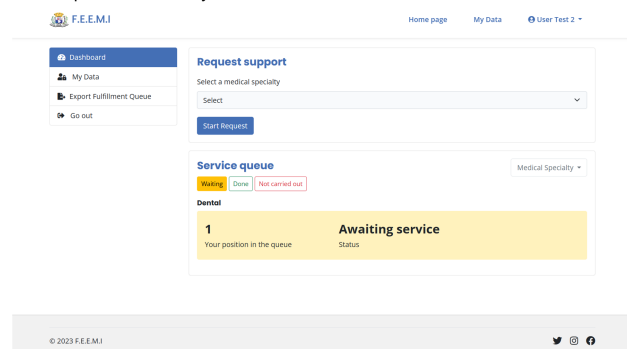 F.E.E.M.I
Home page
My Data
User Test 2
Dashboard
My Data
Export Fulfillment Queue
Go out
Request support
Select a medical specialty
Select
Start Request
Service queue
Medical Specialty
Waiting
Done
Not carried out
Dental
1
Awaiting service
Your position in the queue
Status
© 2023 F.E.E.M.I